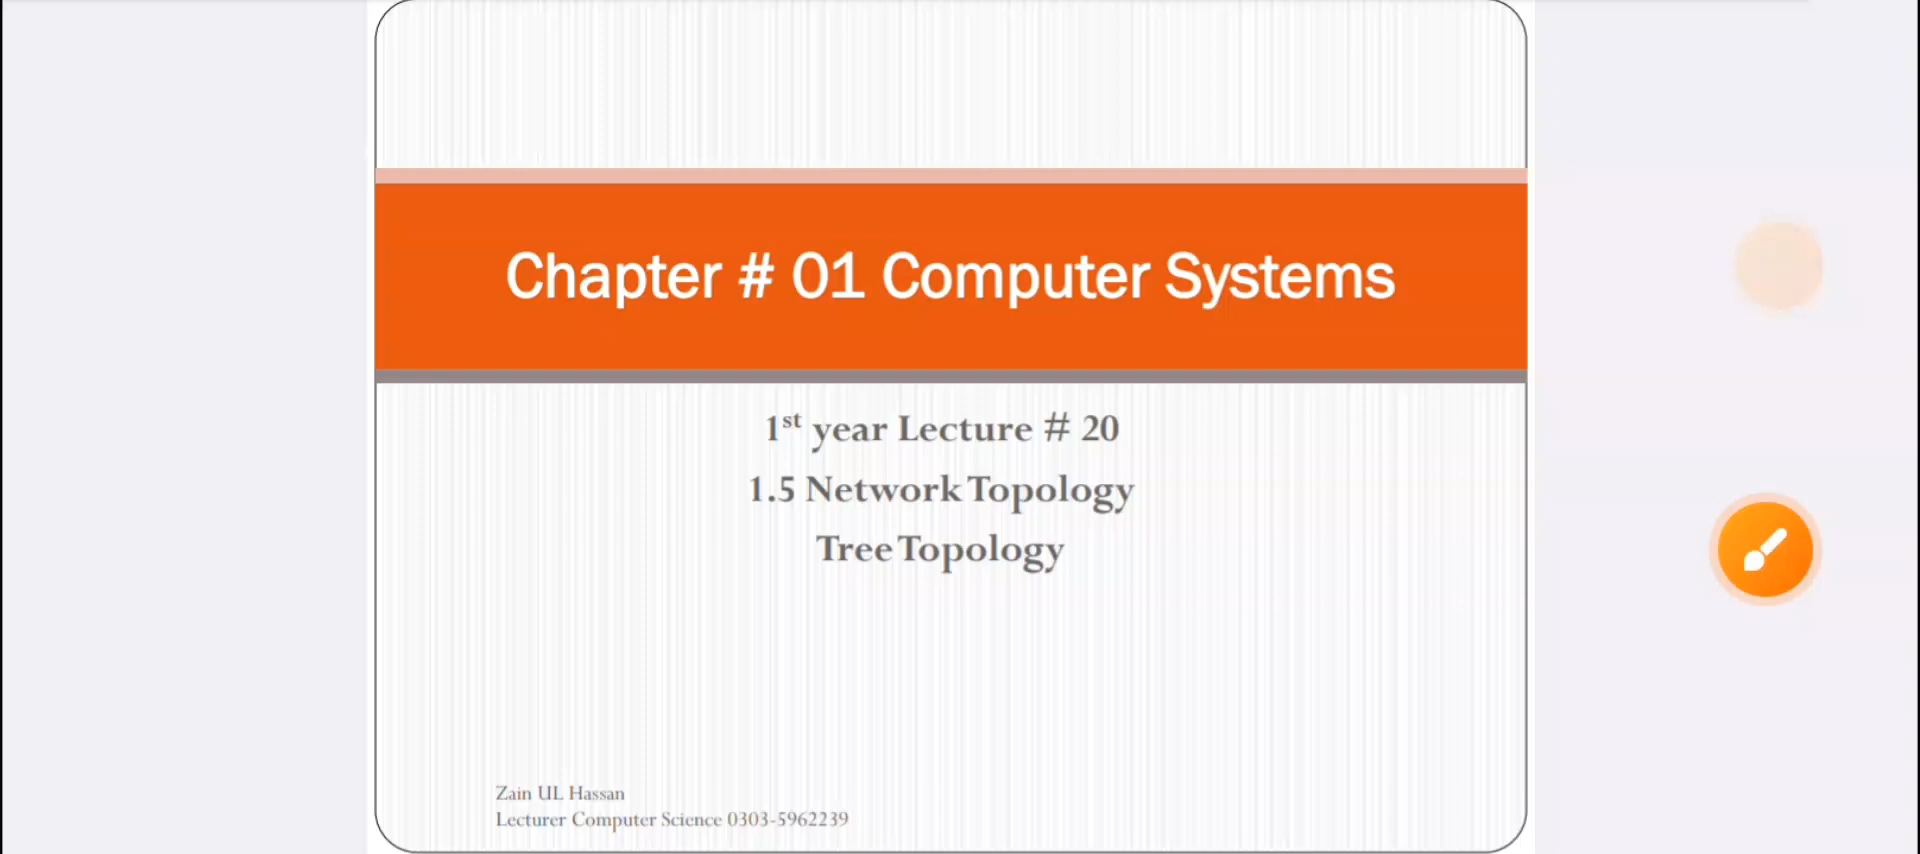 Chapter # 01 Computer Systems
1st year Lecture # 20
1.5 Network Topology
Tree Topology
Zain UL Hassan
Lecturer Computer Science 0303-5962239